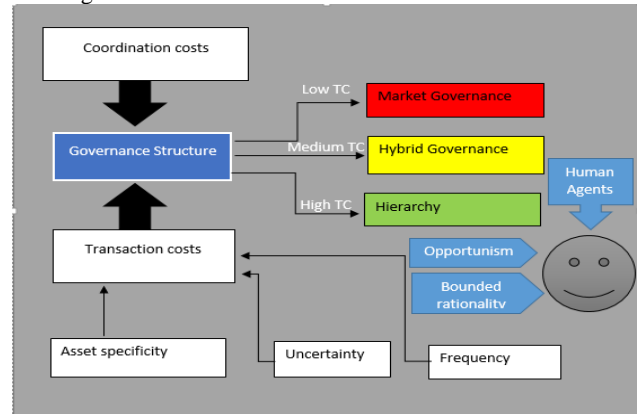 Coordination costs
Low TC
Market Governance
Governance Structure
Medium TC
Hybrid Governance
Human
Agents
High TC
Hierarchy
Transaction costs
Opportunism
Bounded
rationality
Asset specificity
Uncertainty
Frequency